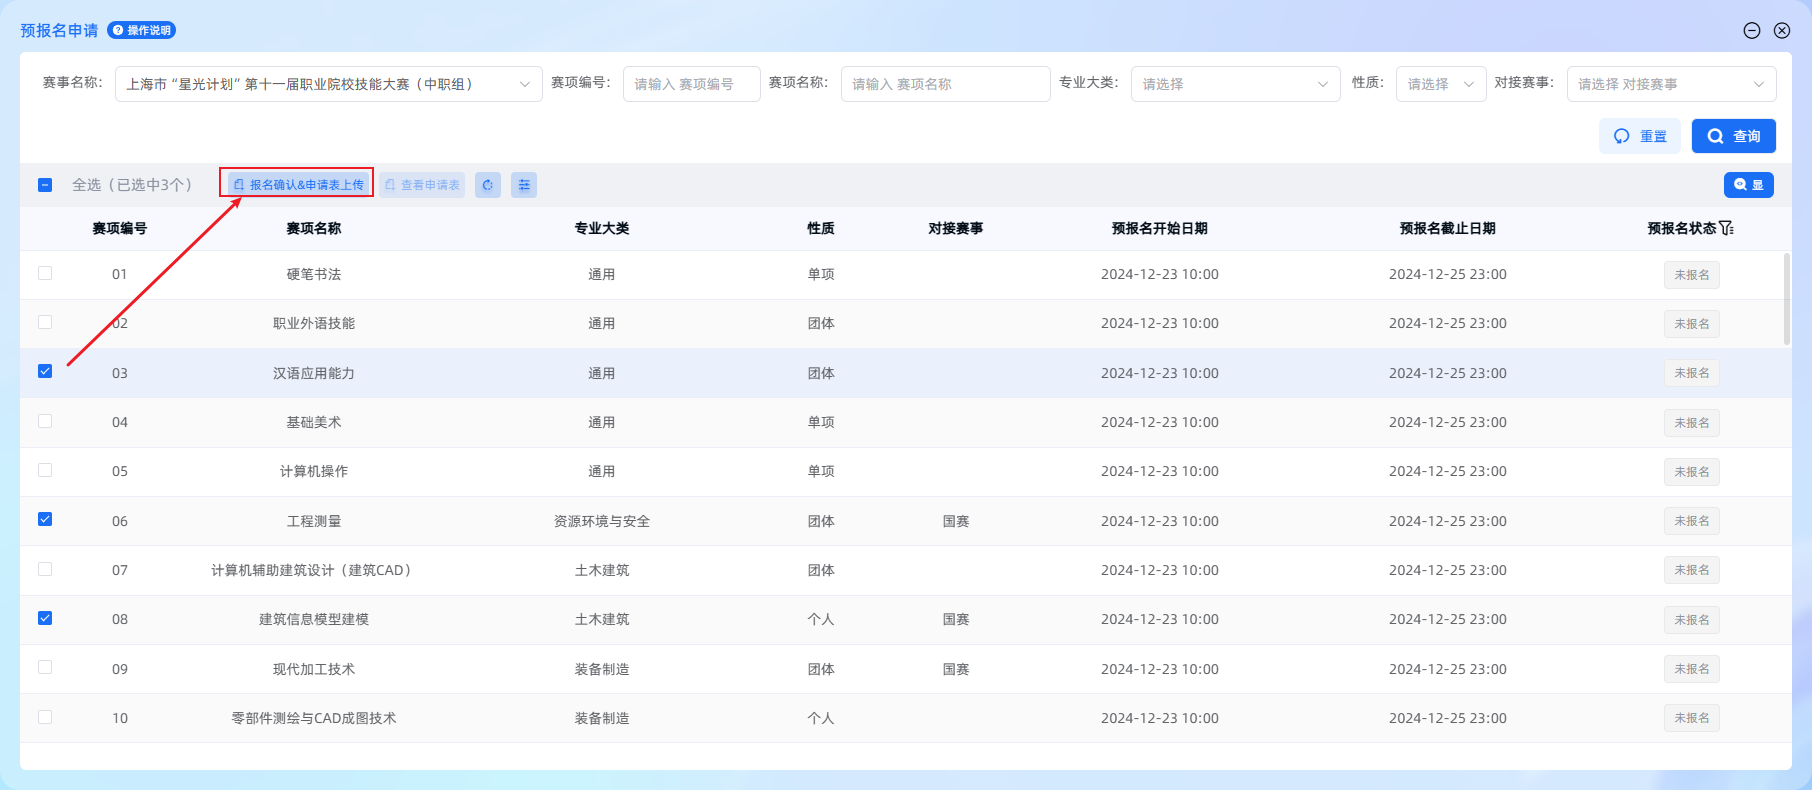 预报名申请 操作说明
赛事名称： 上海市“星光计划”第十一届职业院校技能大赛（中职组） 赛项编号： 请输入 赛项编号 赛项名称： 请输入 赛项名称 专业大类： 请选择 性质： 请选择 对接赛事： 请选择 对接赛事
重置 查询
全选（已选中3个） 报名确认&申请表上传 查看申请表 显
赛项编号 赛项名称 专业大类 性质 对接赛事 预报名开始日期 预报名截止日期 预报名状态
01 硬笔书法 通用 单项 2024-12-23 10:00 2024-12-25 23:00 未报名
02 职业外语技能 通用 团体 2024-12-23 10:00 2024-12-25 23:00 未报名
03 汉语应用能力 通用 团体 2024-12-23 10:00 2024-12-25 23:00 未报名
04 基础美术 通用 单项 2024-12-23 10:00 2024-12-25 23:00 未报名
05 计算机操作 通用 单项 2024-12-23 10:00 2024-12-25 23:00 未报名
06 工程测量 资源环境与安全 团体 国赛 2024-12-23 10:00 2024-12-25 23:00 未报名
07 计算机辅助建筑设计（建筑CAD） 土木建筑 团体 2024-12-23 10:00 2024-12-25 23:00 未报名
08 建筑信息模型建模 土木建筑 个人 国赛 2024-12-23 10:00 2024-12-25 23:00 未报名
09 现代加工技术 装备制造 团体 国赛 2024-12-23 10:00 2024-12-25 23:00 未报名
10 零部件测绘与CAD成图技术 装备制造 个人 2024-12-23 10:00 2024-12-25 23:00 未报名